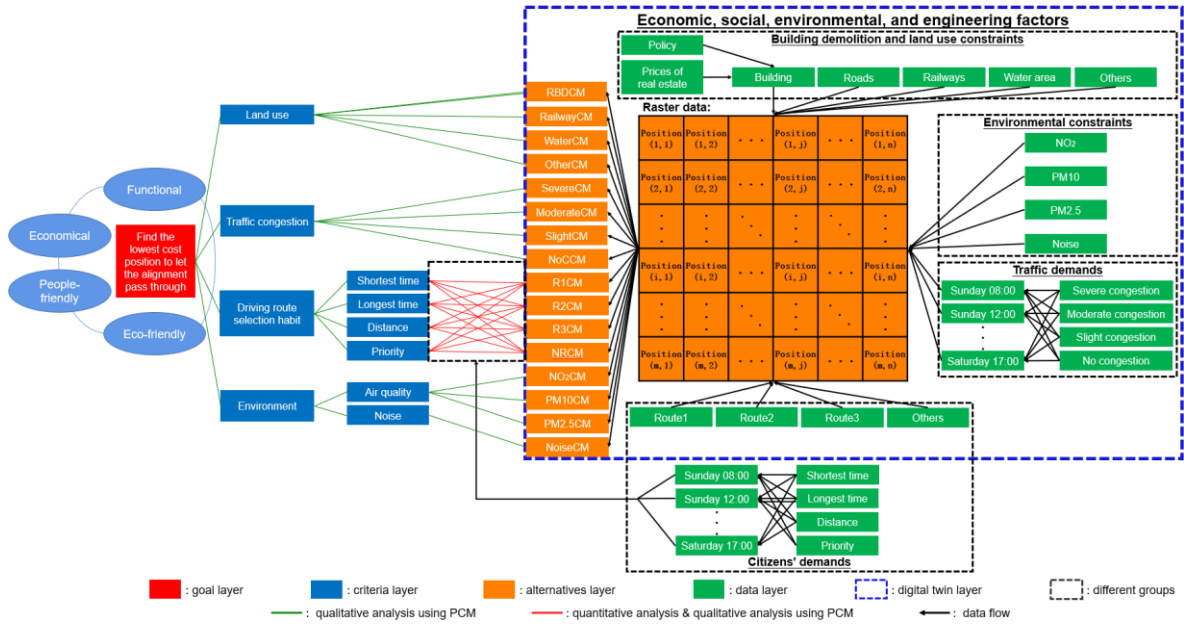 Economic, social, environmental, and engineering factors
Building demolition and land use constraints
Policy
Prices of
real estate
Building
Roads
Railways
Water area
Others
Raster data:
Functional
Economical
People-
friendly
Eco-friendly
Find the
lowest cost
position to let
the alignment
pass through
Land use
Traffic congestion
Driving route
selection habit
Environment
Shortest time
Longest time
Distance
Priority
Air quality
Noise
RBDCM
RailwayCM
WaterCM
OtherCM
SevereCM
ModerateCM
SlightCM
NoCCM
R1CM
R2CM
R3CM
NRCM
NO₂CM
PM10CM
PM2.5CM
NoiseCM
Position Position . . . Position . . . Position
(1,1) (1,2) (1,j) (1,n)
Position Position . . . Position . . . Position
(2,1) (2,2) (2,j) (2,n)
Position Position . . . Position . . . Position
(i,1) (i,2) (i,j) (i,n)
Position Position . . . Position . . . Position
(m,1) (m,2) (m,j) (m,n)
Environmental constraints
NO₂
PM10
PM2.5
Noise
Traffic demands
Sunday 08:00
Sunday 12:00
Saturday 17:00
Severe congestion
Moderate congestion
Slight congestion
No congestion
Route1
Route2
Route3
Others
Sunday 08:00
Sunday 12:00
Saturday 17:00
Shortest time
Longest time
Distance
Priority
Citizens' demands
: goal layer
: criteria layer
: alternatives layer
: data layer
: digital twin layer
: different groups
: qualitative analysis using PCM
: quantitative analysis & qualitative analysis using PCM
: data flow